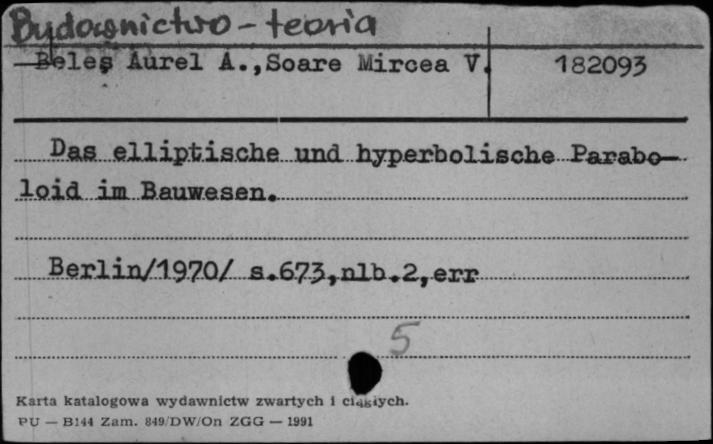 Budownictwo - teoria
Beleş Aurel A.,Soare Mircea V. 182093
Das elliptische und hyperbolische Parabo-
loid im Bauwesen.
Berlin/1970/ s.673,nlb.2,err
5
Karta katalogowa wydawnictw zwartych i ciągłych.
PU — B144 Zam. 849/DW/On ZGG — 1991